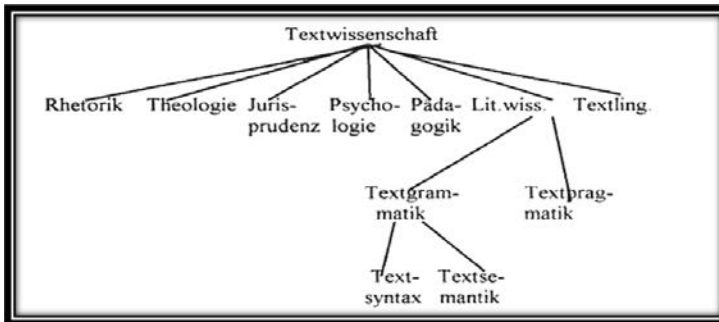 Textwissenschaft
Rhetorik Theologie Juris- Psycho- Päda- Lit.wiss. Textling.
prudenz logie gogik
Textgram- Textprag-
matik matik
Text- Textse-
syntax mantik